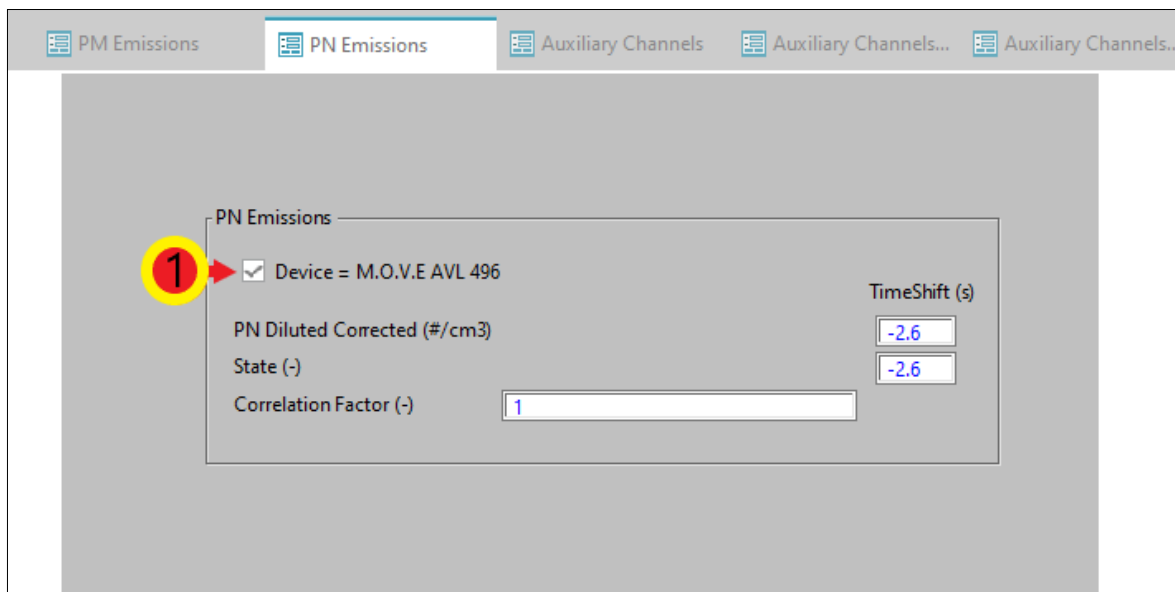 PM Emissions
PN Emissions
Auxiliary Channels
Auxiliary Channels...
Auxiliary Channels..
PN Emissions
1
Device = M.O.V.E AVL 496
TimeShift (s)
PN Diluted Corrected (#/cm3)
-2.6
State (-)
-2.6
Correlation Factor (-)
1